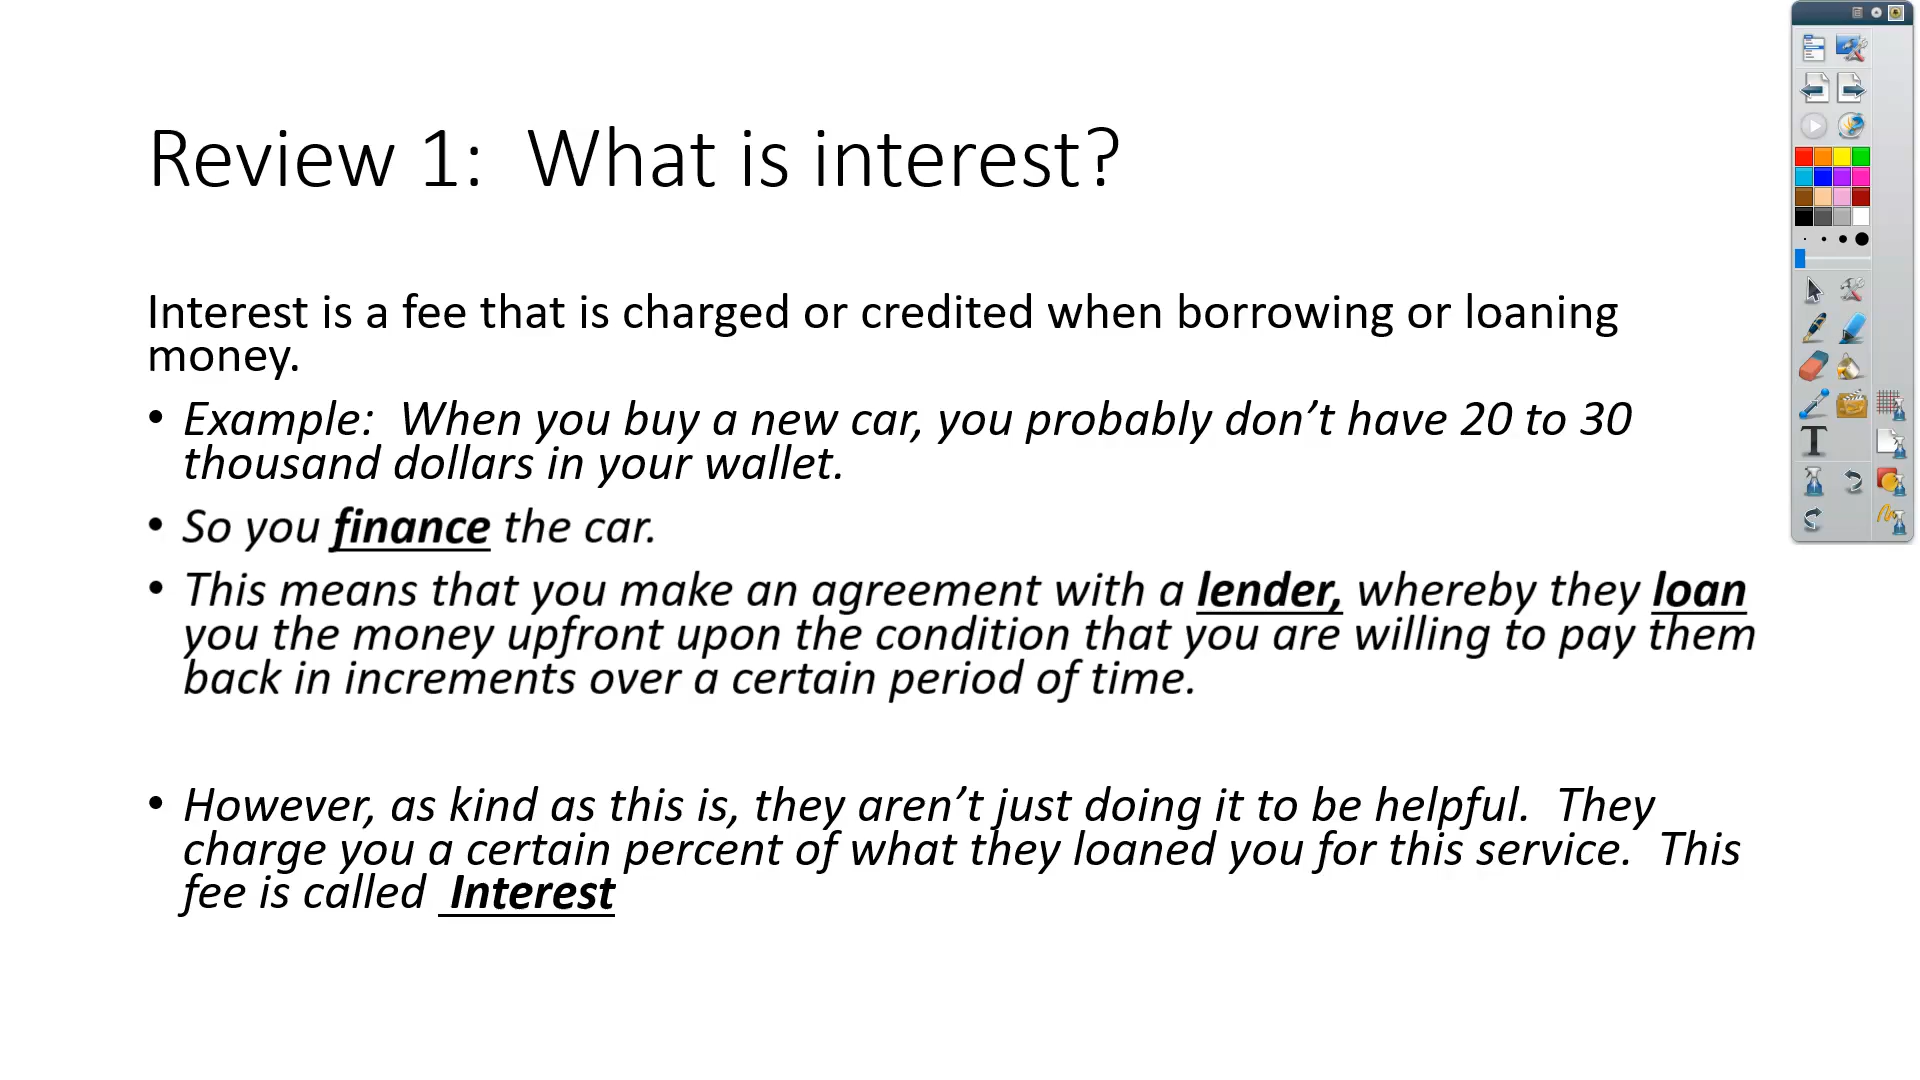 Review 1:  What is interest?
Interest is a fee that is charged or credited when borrowing or loaning
money.
• Example:  When you buy a new car, you probably don’t have 20 to 30
thousand dollars in your wallet.
• So you finance the car.
• This means that you make an agreement with a lender, whereby they loan
you the money upfront upon the condition that you are willing to pay them
back in increments over a certain period of time.
• However, as kind as this is, they aren’t just doing it to be helpful.  They
charge you a certain percent of what they loaned you for this service.  This
fee is called  Interest
T